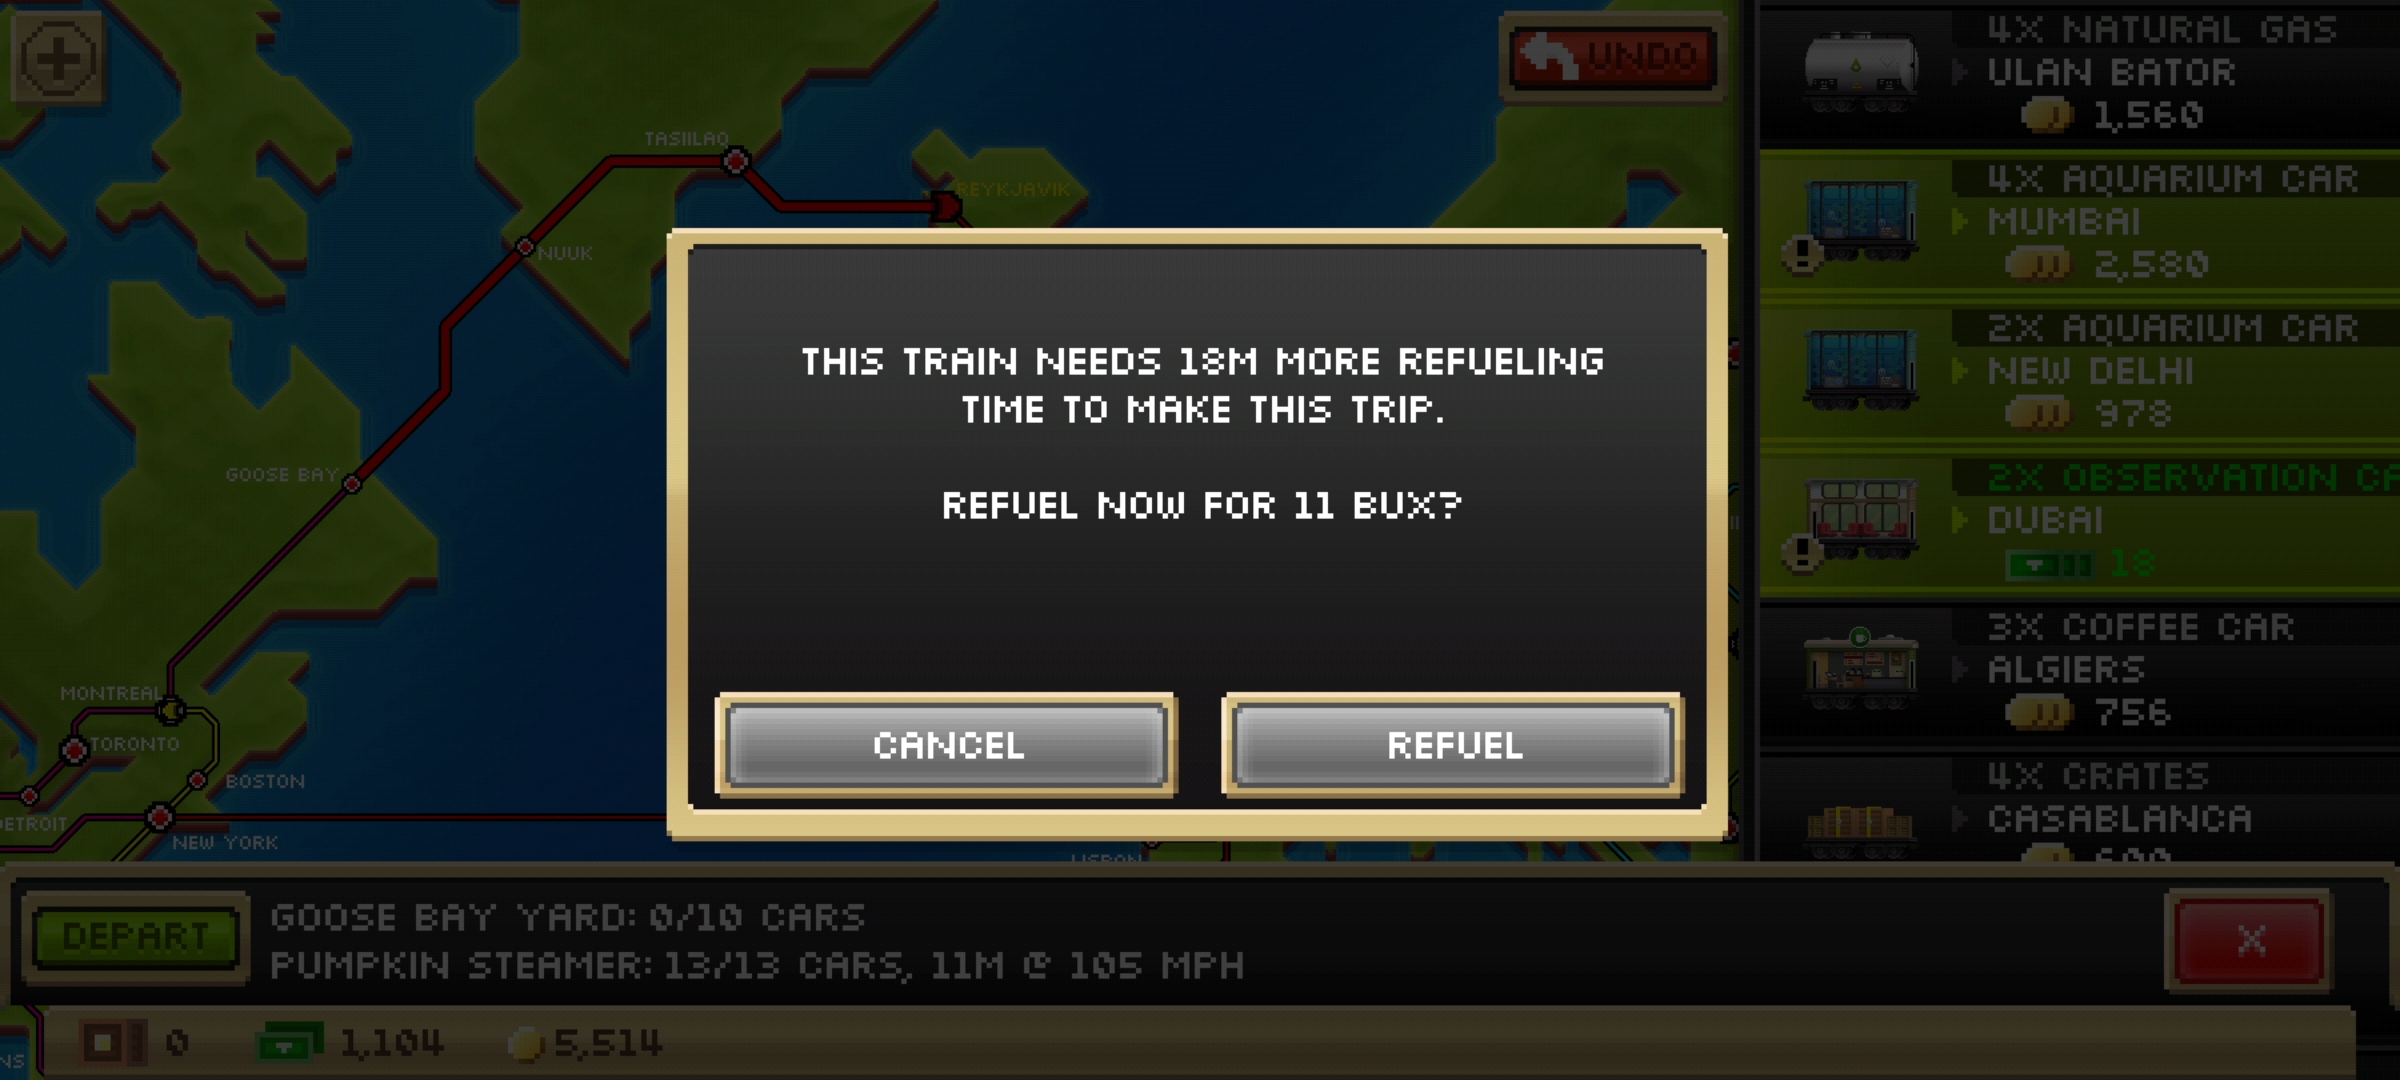 UNDO
TASIILAQ
REYKJAVIK
NUUK
GOOSE BAY
MONTREAL
TORONTO
BOSTON
DETROIT
NEW YORK
LISBON
THIS TRAIN NEEDS 18M MORE REFUELING
TIME TO MAKE THIS TRIP.
REFUEL NOW FOR 11 BUX?
CANCEL
REFUEL
4X NATURAL GAS
ULAN BATOR
1,560
4X AQUARIUM CAR
MUMBAI
2,580
2X AQUARIUM CAR
NEW DELHI
978
2X OBSERVATION CA
DUBAI
18
3X COFFEE CAR
ALGIERS
756
4X CRATES
CASABLANCA
600
DEPART
GOOSE BAY YARD: 0/10 CARS
PUMPKIN STEAMER: 13/13 CARS, 11M @ 105 MPH
X
0
1,104
5,514
NS